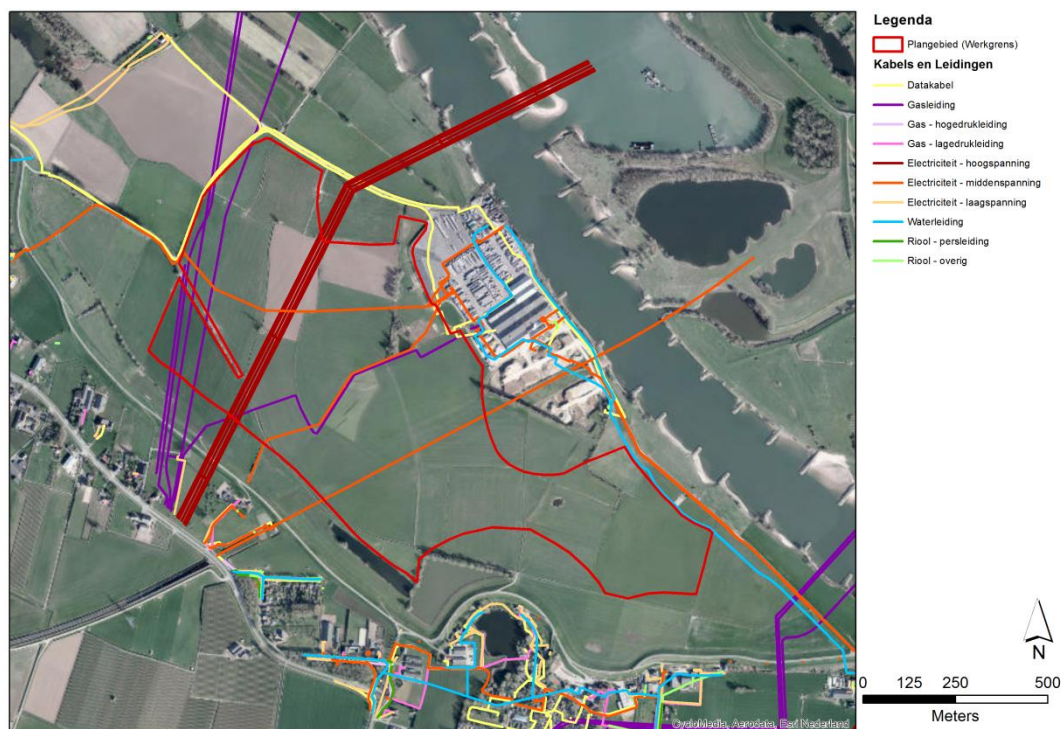 Legenda
Plangebied (Werkgrens)
Kabels en Leidingen
Datakabel
Gasleiding
Gas - hogedrukleiding
Gas - lagedrukleiding
Electriciteit - hoogspanning
Electriciteit - middenspanning
Electriciteit - laagspanning
Waterleiding
Riool - persleiding
Riool - overig
N
0 125 250 500
Meters
CycloMedia, Aerodata, Esri Nederland